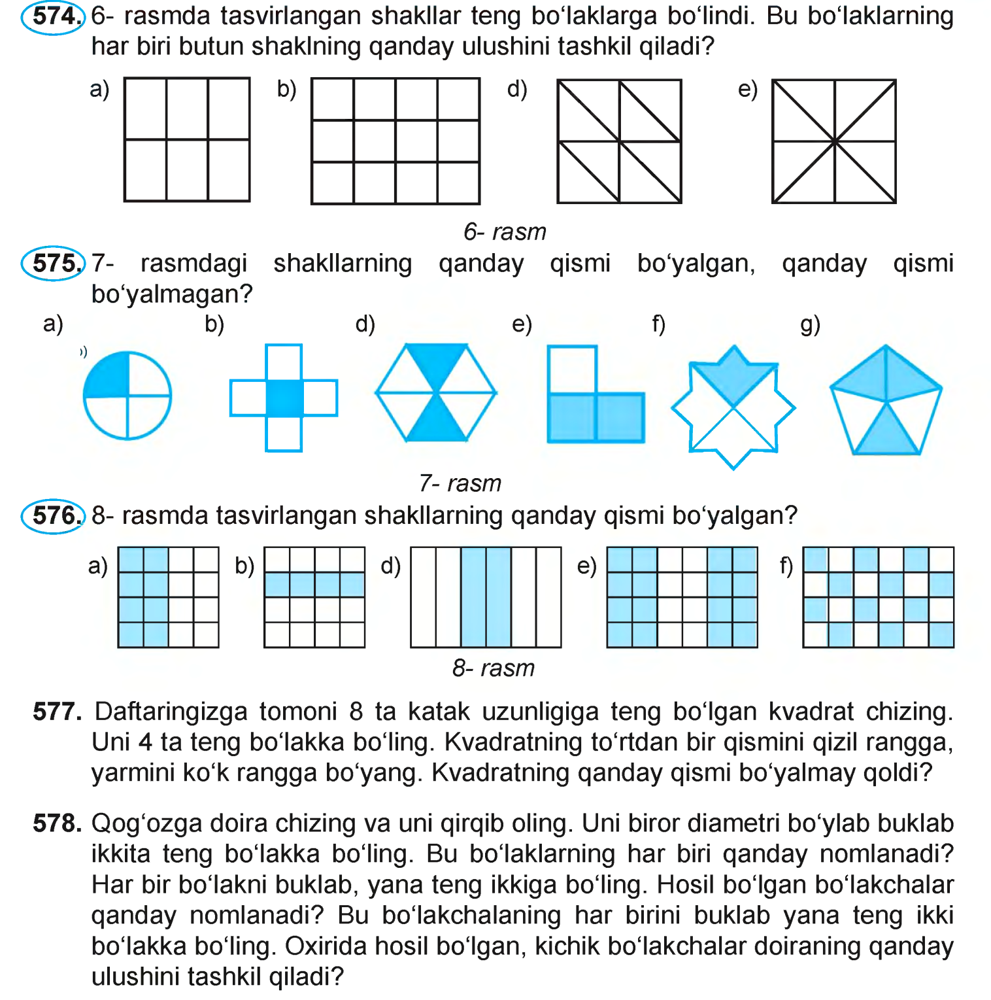 574. 6- rasmda tasvirlangan shakllar teng bo‘laklarga bo‘lindi. Bu bo‘laklarning
har biri butun shaklning qanday ulushini tashkil qiladi?
a) b) d) e)
6- rasm
575. 7- rasmdagi shakllarning qanday qismi bo‘yalgan, qanday qismi
bo‘yalmagan?
a) b) d) e) f) g)
7- rasm
576. 8- rasmda tasvirlangan shakllarning qanday qismi bo‘yalgan?
a) b) d) e) f)
8- rasm
577. Daftaringizga tomoni 8 ta katak uzunligiga teng bo‘lgan kvadrat chizing.
Uni 4 ta teng bo‘lakka bo‘ling. Kvadratning to‘rtdan bir qismini qizil rangga,
yarmini ko‘k rangga bo‘yang. Kvadratning qanday qismi bo‘yalmay qoldi?
578. Qog‘ozga doira chizing va uni qirqib oling. Uni biror diametri bo‘ylab buklab
ikkita teng bo‘lakka bo‘ling. Bu bo‘laklarning har biri qanday nomlanadi?
Har bir bo‘lakni buklab, yana teng ikkiga bo‘ling. Hosil bo‘lgan bo‘lakchalar
qanday nomlanadi? Bu bo‘lakchalaning har birini buklab yana teng ikki
bo‘lakka bo‘ling. Oxirida hosil bo‘lgan, kichik bo‘lakchalar doiraning qanday
ulushini tashkil qiladi?